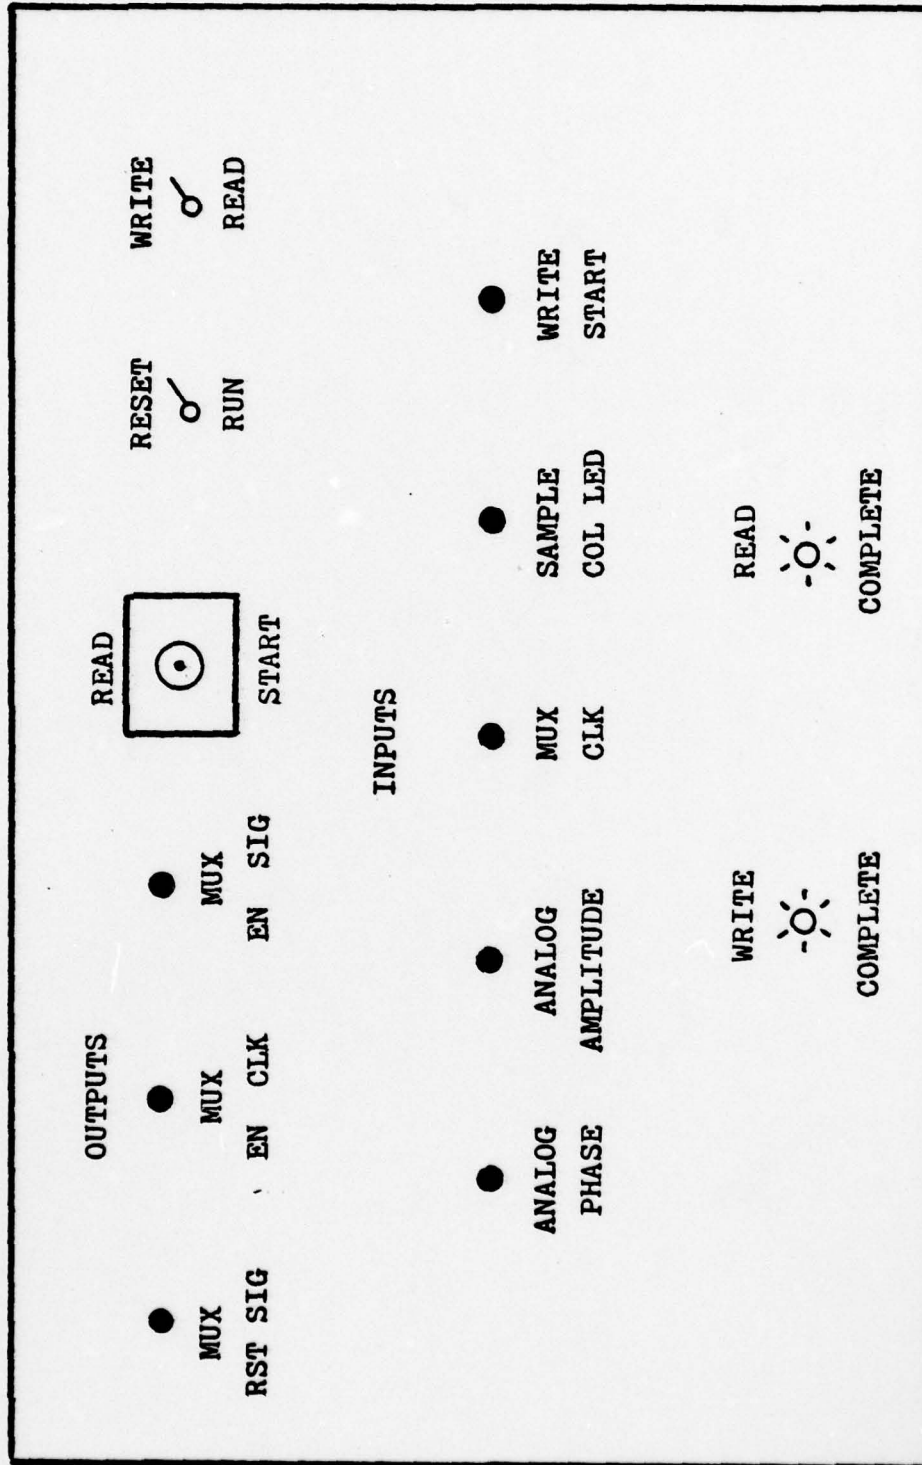 OUTPUTS
MUX
RST SIG
MUX
EN CLK
MUX
EN SIG
READ
START
RESET
RUN
WRITE
READ
INPUTS
ANALOG
PHASE
ANALOG
AMPLITUDE
MUX
CLK
SAMPLE
COL LED
WRITE
START
WRITE
COMPLETE
READ
COMPLETE